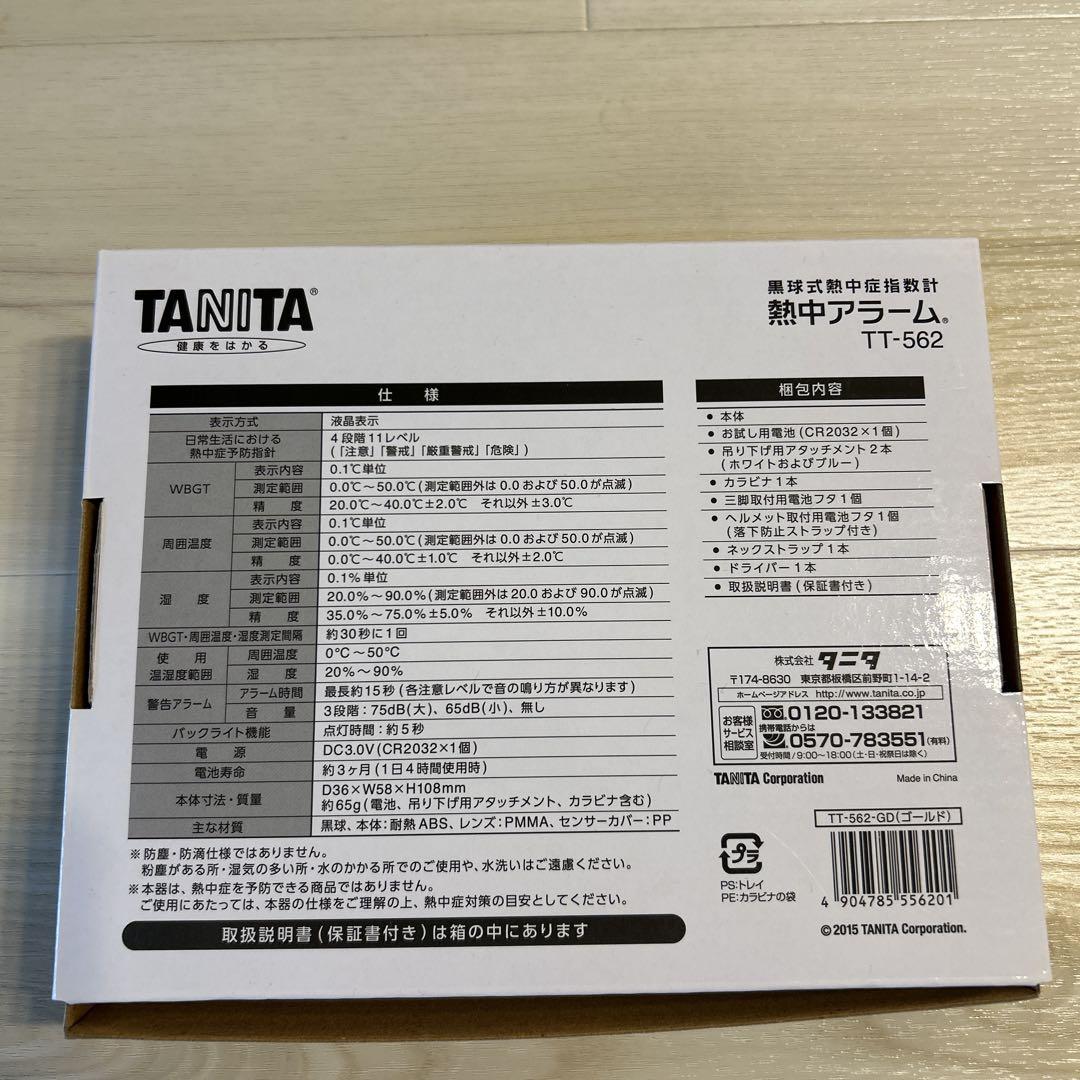 TANITA®
健康をはかる
黒球式熱中症指数計
熱中アラーム®
TT-562
仕 様
表示方式 液晶表示
日常生活における熱中症予防指針 4段階11レベル
(「注意」「警戒」「厳重警戒」「危険」)
WBGT 表示内容 0.1℃単位
測定範囲 0.0℃～50.0℃(測定範囲外は0.0および50.0が点滅)
精 度 20.0℃～40.0℃±2.0℃ それ以外±3.0℃
周囲温度 表示内容 0.1℃単位
測定範囲 0.0℃～50.0℃(測定範囲外は0.0および50.0が点滅)
精 度 0.0℃～40.0℃±1.0℃ それ以外±2.0℃
湿 度 表示内容 0.1%単位
測定範囲 20.0%～90.0%(測定範囲外は20.0および90.0が点滅)
精 度 35.0%～75.0%±5.0% それ以外±10.0%
WBGT・周囲温度・湿度測定間隔 約30秒に1回
使 用 温湿度範囲 周囲温度 0℃～50℃
湿 度 20%～90%
警告アラーム アラーム時間 最長約15秒(各注意レベルで音の鳴り方が異なります)
音 量 3段階:75dB(大)、65dB(小)、無し
バックライト機能 点灯時間:約5秒
電 源 DC3.0V(CR2032×1個)
電池寿命 約3ヶ月(1日4時間使用時)
本体寸法・質量 D36×W58×H108mm
約65g(電池、吊り下げ用アタッチメント、カラビナ含む)
主な材質 黒球、本体:耐熱ABS、レンズ:PMMA、センサーカバー:PP
※防塵・防滴仕様ではありません。
粉塵がある所・湿気の多い所・水のかかる所でのご使用や、水洗いはご遠慮ください。
※本器は、熱中症を予防できる商品ではありません。
ご使用にあたっては、本器の仕様をご理解の上、熱中症対策の目安としてください。
取扱説明書(保証書付き)は箱の中にあります
梱包内容
● 本体
● お試し用電池(CR2032×1個)
● 吊り下げ用アタッチメント2本
(ホワイトおよびブルー)
● カラビナ1本
● 三脚取付用電池フタ1個
● ヘルメット取付用電池フタ1個
(落下防止ストラップ付き)
● ネックストラップ1本
● ドライバー1本
● 取扱説明書(保証書付き)
株式会社 タニタ
〒174-8630 東京都板橋区前野町1-14-2
ホームページアドレス http://www.tanita.co.jp
お客様サービス相談室 0120-133821
携帯電話からは
0570-783551(有料)
受付時間/9:00～18:00(土・日・祝祭日は除く)
TANITA Corporation Made in China
TT-562-GD(ゴールド)
プラ
PS:トレイ
PE:カラビナの袋
4 904785 556201
©2015 TANITA Corporation.